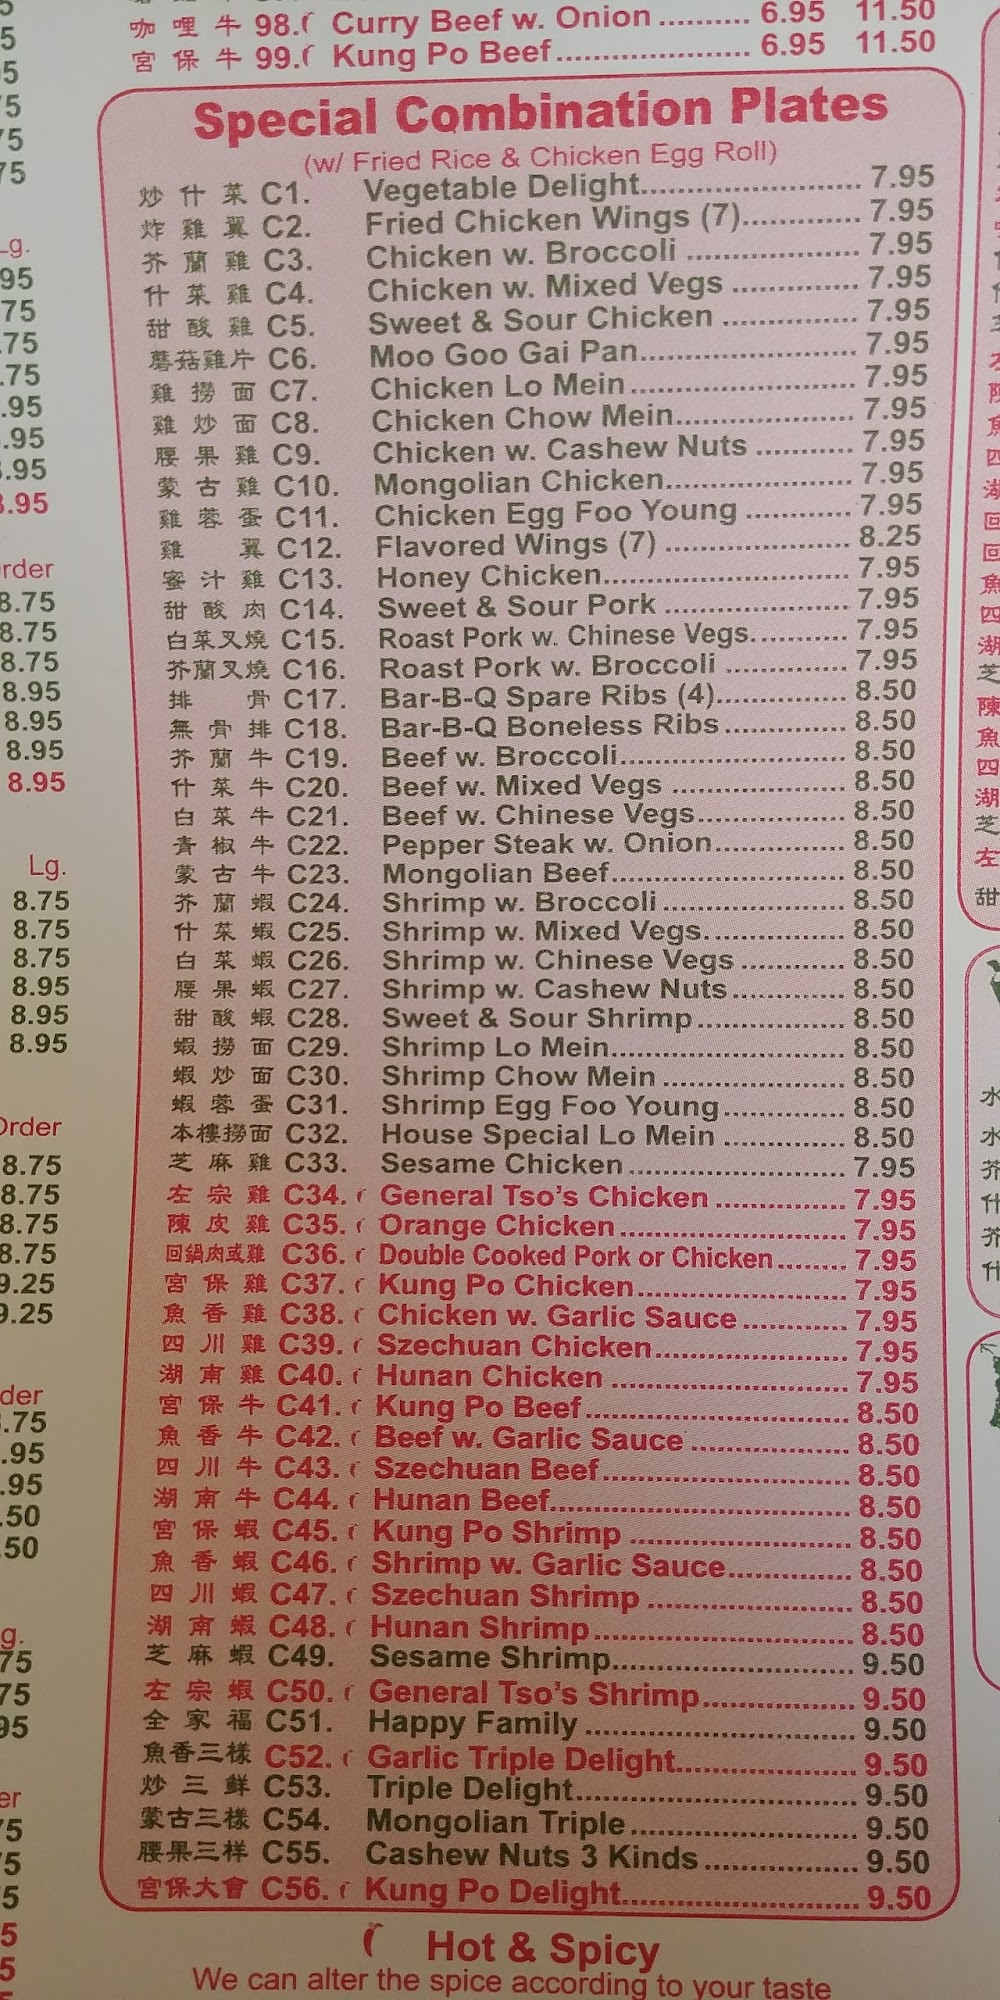 咖哩牛 98. Curry Beef w. Onion .......... 6.95 11.50
宮保牛 99. Kung Po Beef..................... 6.95 11.50
Special Combination Plates
(w/ Fried Rice & Chicken Egg Roll)
炒什菜 C1. Vegetable Delight........................ 7.95
炸雞翼 C2. Fried Chicken Wings (7)............. 7.95
芥蘭雞 C3. Chicken w. Broccoli ................... 7.95
什菜雞 C4. Chicken w. Mixed Vegs .............. 7.95
甜酸雞 C5. Sweet & Sour Chicken ............... 7.95
蘑菇雞片 C6. Moo Goo Gai Pan........................ 7.95
雞撈面 C7. Chicken Lo Mein......................... 7.95
雞炒面 C8. Chicken Chow Mein.................... 7.95
腰果雞 C9. Chicken w. Cashew Nuts ........... 7.95
蒙古雞 C10. Mongolian Chicken..................... 7.95
雞蓉蛋 C11. Chicken Egg Foo Young ............ 7.95
雞翼 C12. Flavored Wings (7) ..................... 8.25
蜜汁雞 C13. Honey Chicken........................... 7.95
甜酸肉 C14. Sweet & Sour Pork .................... 7.95
白菜叉燒 C15. Roast Pork w. Chinese Vegs........... 7.95
芥蘭叉燒 C16. Roast Pork w. Broccoli .............. 7.95
排骨 C17. Bar-B-Q Spare Ribs (4)................ 8.50
無骨排 C18. Bar-B-Q Boneless Ribs.............. 8.50
芥蘭牛 C19. Beef w. Broccoli......................... 8.50
什菜牛 C20. Beef w. Mixed Vegs ................... 8.50
白菜牛 C21. Beef w. Chinese Vegs................ 8.50
青椒牛 C22. Pepper Steak w. Onion.............. 8.50
蒙古牛 C23. Mongolian Beef.......................... 8.50
芥蘭蝦 C24. Shrimp w. Broccoli.................... 8.50
什菜蝦 C25. Shrimp w. Mixed Vegs............... 8.50
白菜蝦 C26. Shrimp w. Chinese Vegs ........... 8.50
腰果蝦 C27. Shrimp w. Cashew Nuts............ 8.50
甜酸蝦 C28. Sweet & Sour Shrimp................ 8.50
蝦撈面 C29. Shrimp Lo Mein.......................... 8.50
蝦炒面 C30. Shrimp Chow Mein .................... 8.50
蝦蓉蛋 C31. Shrimp Egg Foo Young............. 8.50
本樓撈面 C32. House Special Lo Mein ............. 8.50
芝麻雞 C33. Sesame Chicken........................ 7.95
左宗雞 C34. General Tso's Chicken .............. 7.95
陳皮雞 C35. Orange Chicken......................... 7.95
回鍋肉或雞 C36. Double Cooked Pork or Chicken........ 7.95
宮保雞 C37. Kung Po Chicken....................... 7.95
魚香雞 C38. Chicken w. Garlic Sauce............ 7.95
四川雞 C39. Szechuan Chicken..................... 7.95
湖南雞 C40. Hunan Chicken ......................... 7.95
宮保牛 C41. Kung Po Beef............................ 8.50
魚香牛 C42. Beef w. Garlic Sauce ................. 8.50
四川牛 C43. Szechuan Beef.......................... 8.50
湖南牛 C44. Hunan Beef............................... 8.50
宮保蝦 C45. Kung Po Shrimp ....................... 8.50
魚香蝦 C46. Shrimp w. Garlic Sauce............. 8.50
四川蝦 C47. Szechuan Shrimp ..................... 8.50
湖南蝦 C48. Hunan Shrimp.......................... 8.50
芝麻蝦 C49. Sesame Shrimp........................ 9.50
左宗蝦 C50. General Tso's Shrimp............... 9.50
全家福 C51. Happy Family ........................... 9.50
魚香三樣 C52. Garlic Triple Delight.................. 9.50
炒三鮮 C53. Triple Delight............................. 9.50
蒙古三樣 C54. Mongolian Triple....................... 9.50
腰果三样 C55. Cashew Nuts 3 Kinds................ 9.50
宮保大會 C56. Kung Po Delight........................ 9.50
Hot & Spicy
We can alter the spice according to your taste